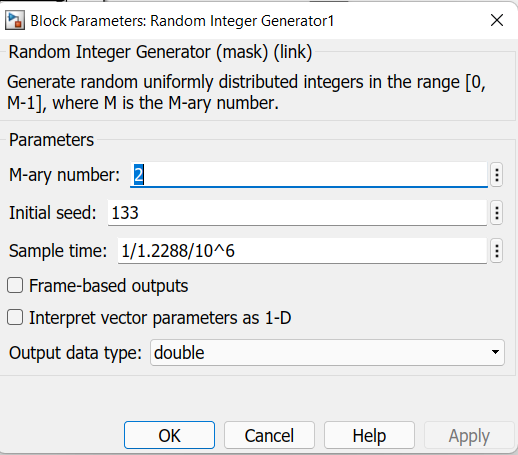 Block Parameters: Random Integer Generator1
Random Integer Generator (mask) (link)
Generate random uniformly distributed integers in the range [0,
M-1], where M is the M-ary number.
Parameters
M-ary number: 2
Initial seed: 133
Sample time: 1/1.2288/10^6
Frame-based outputs
Interpret vector parameters as 1-D
Output data type: double
OK Cancel Help Apply